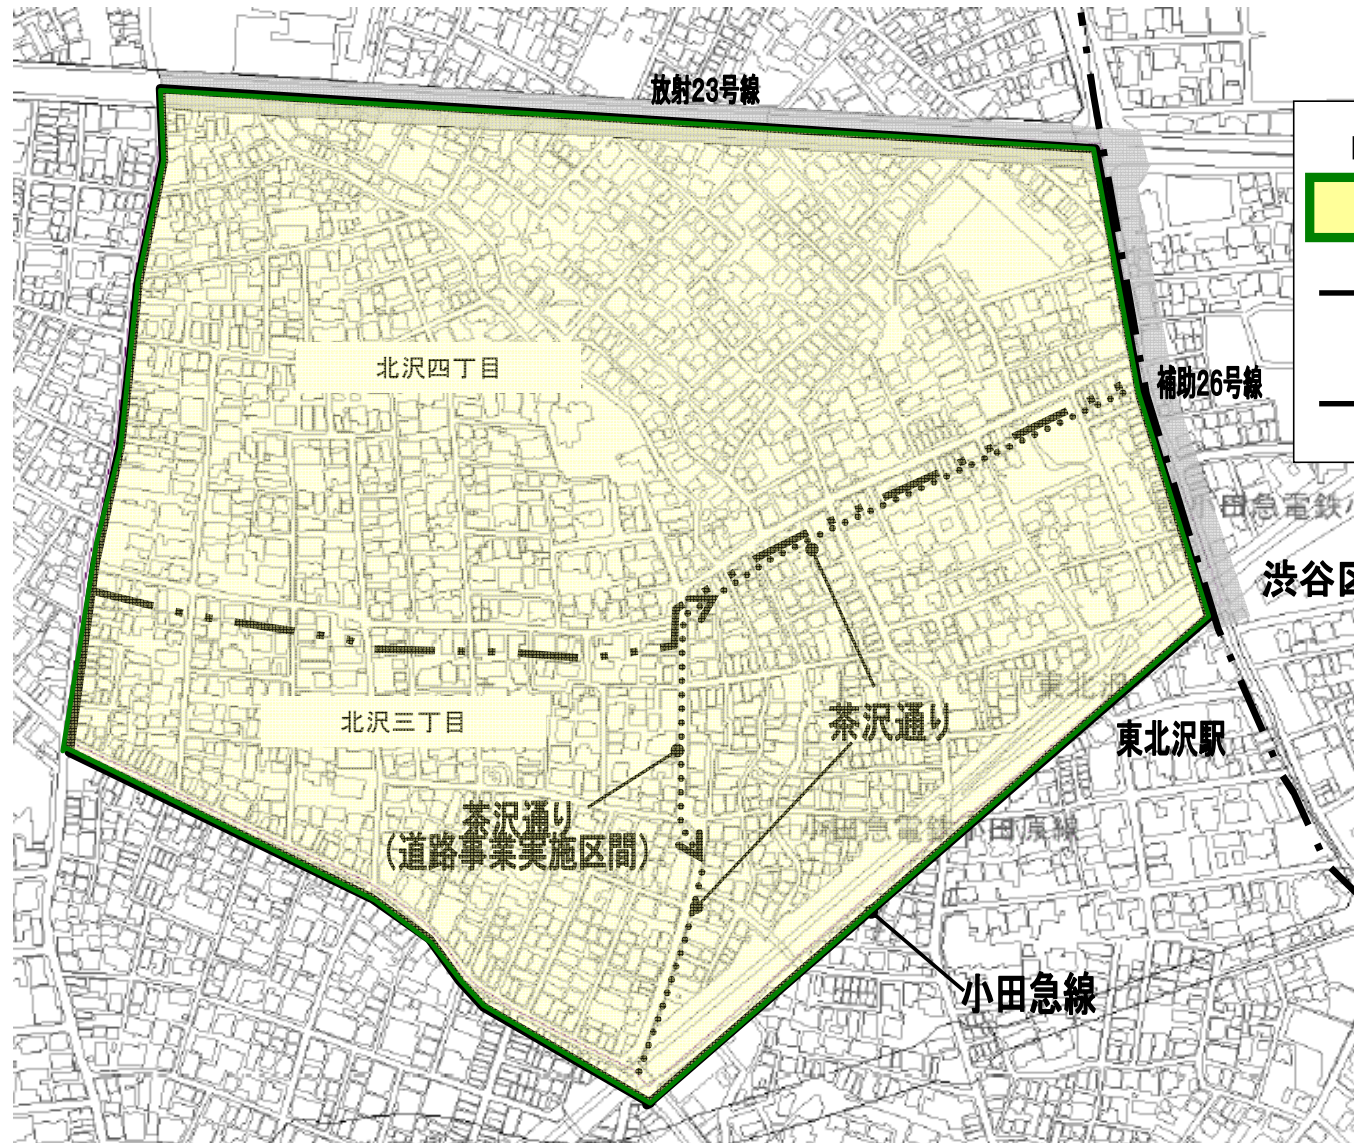 放射23号線
北沢四丁目
補助26号線
田急電鉄小
渋谷区
東北沢
北沢三丁目
茶沢通り
東北沢駅
茶沢通り
(道路事業実施区間)
小田急電鉄小田原線
小田急線